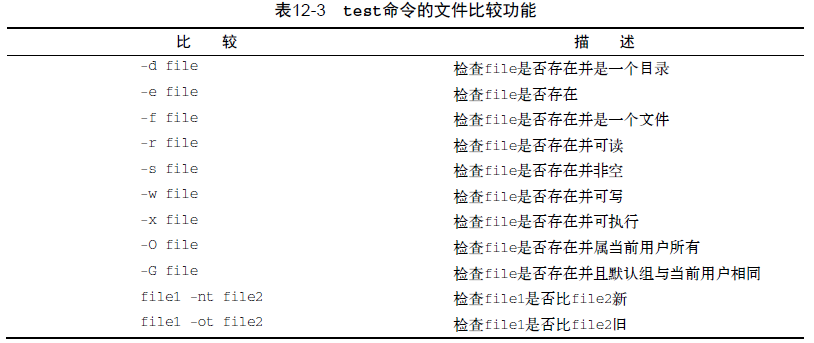 表12-3 test命令的文件比较功能
比 较 描 述
-d file 检查file是否存在并是一个目录
-e file 检查file是否存在
-f file 检查file是否存在并是一个文件
-r file 检查file是否存在并可读
-s file 检查file是否存在并非空
-w file 检查file是否存在并可写
-x file 检查file是否存在并可执行
-O file 检查file是否存在并属当前用户所有
-G file 检查file是否存在并且默认组与当前用户相同
file1 -nt file2 检查file1是否比file2新
file1 -ot file2 检查file1是否比file2旧